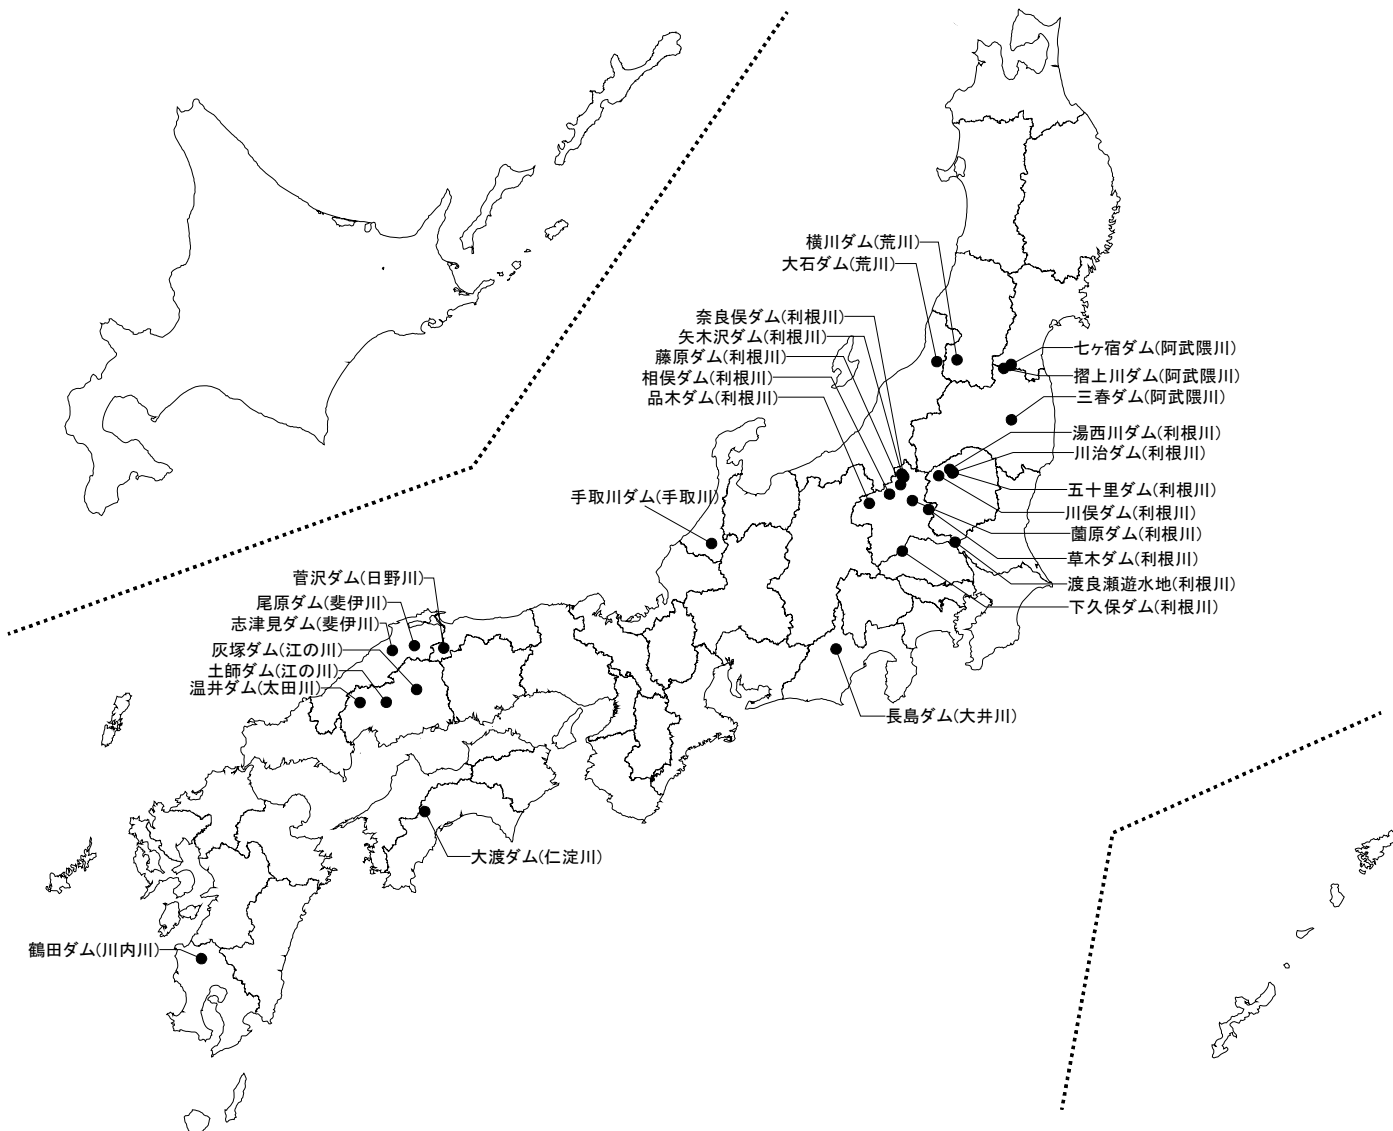 横川ダム(荒川)
大石ダム(荒川)
奈良俣ダム(利根川)
矢木沢ダム(利根川)
藤原ダム(利根川)
相俣ダム(利根川)
品木ダム(利根川)
七ヶ宿ダム(阿武隈川)
摺上川ダム(阿武隈川)
三春ダム(阿武隈川)
湯西川ダム(利根川)
川治ダム(利根川)
五十里ダム(利根川)
川俣ダム(利根川)
薗原ダム(利根川)
草木ダム(利根川)
渡良瀬遊水地(利根川)
下久保ダム(利根川)
手取川ダム(手取川)
菅沢ダム(日野川)
尾原ダム(斐伊川)
志津見ダム(斐伊川)
灰塚ダム(江の川)
土師ダム(江の川)
温井ダム(太田川)
長島ダム(大井川)
大渡ダム(仁淀川)
鶴田ダム(川内川)